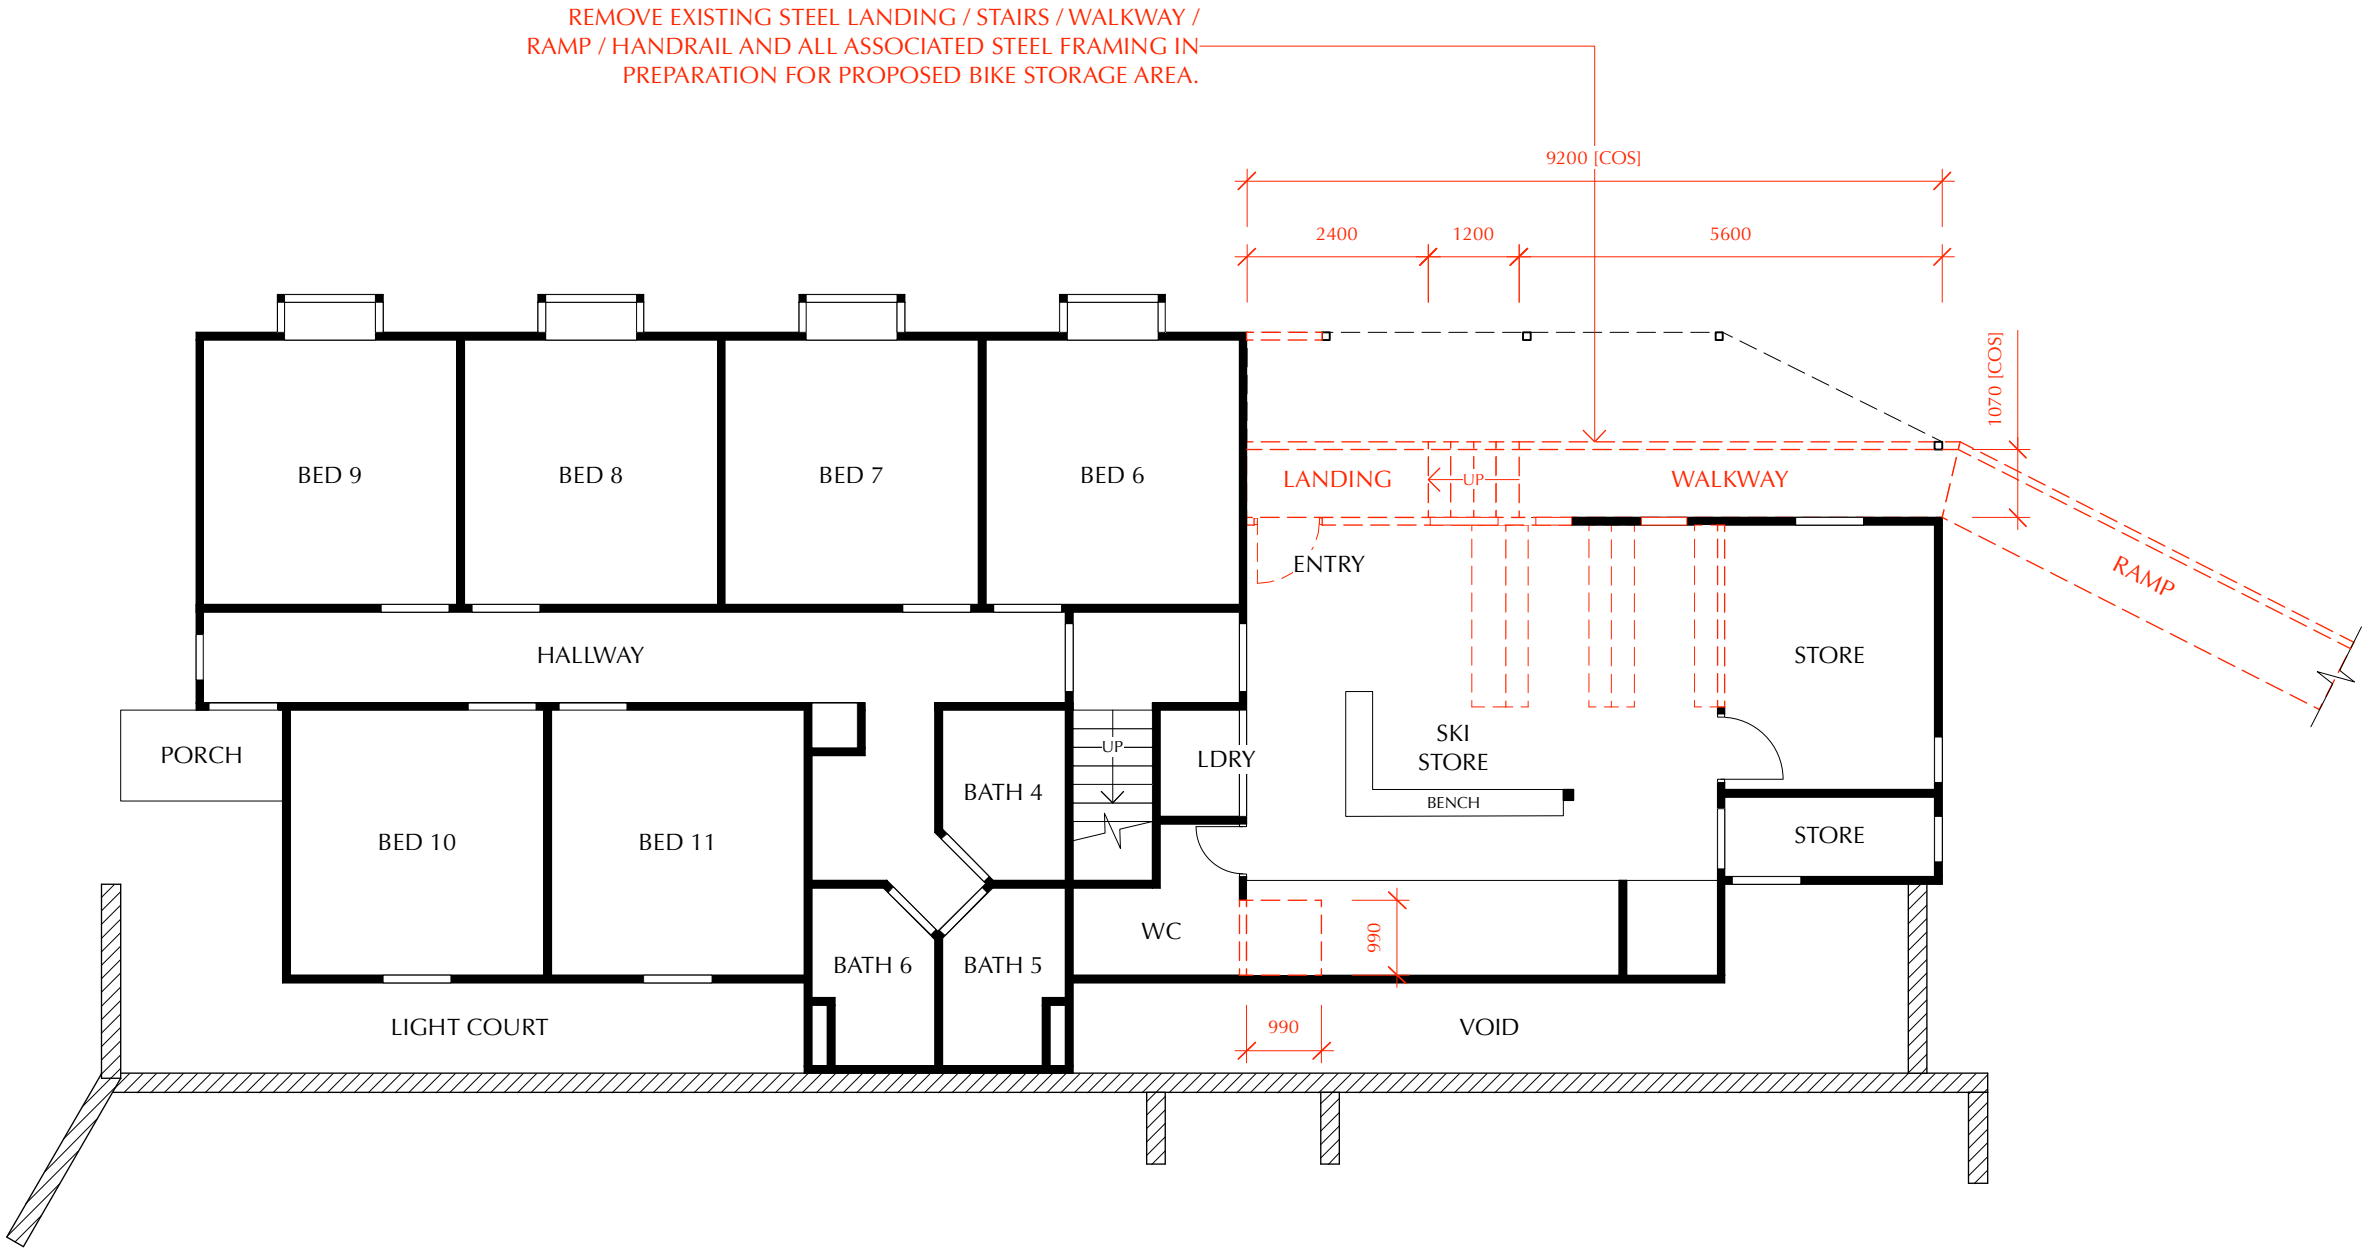 REMOVE EXISTING STEEL LANDING / STAIRS / WALKWAY /
RAMP / HANDRAIL AND ALL ASSOCIATED STEEL FRAMING IN
PREPARATION FOR PROPOSED BIKE STORAGE AREA.
9200 [COS]
2400
1200
5600
1070 [COS]
BED 9
BED 8
BED 7
BED 6
LANDING
UP
WALKWAY
ENTRY
RAMP
HALLWAY
STORE
PORCH
UP
LDRY
SKI
STORE
BATH 4
BENCH
BED 10
BED 11
STORE
WC
990
BATH 6
BATH 5
LIGHT COURT
990
VOID